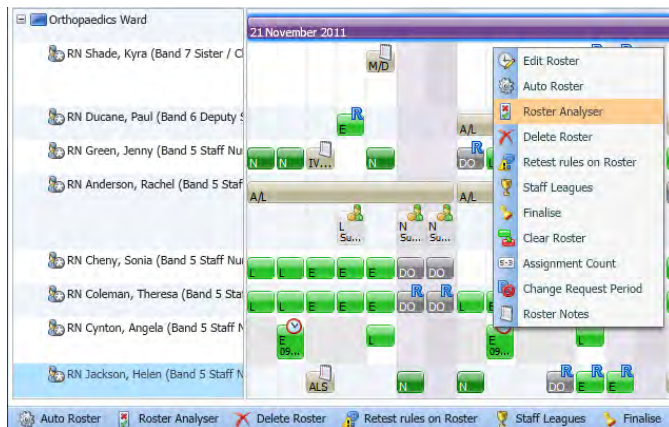 Orthopaedics Ward
21 November 2011
RN Shade, Kyra (Band 7 Sister / C
M/D
RN Ducane, Paul (Band 6 Deputy S
E R A/L
RN Green, Jenny (Band 5 Staff Nu
N N IV... N DO R L
RN Anderson, Rachel (Band 5 Staf
A/L A/L
L N N
Su... Su... Su...
RN Cheny, Sonia (Band 5 Staff Nu
L L E E E DO DO L
RN Coleman, Theresa (Band 5 Sta
L L E E E DO R DO R L E
RN Cynton, Angela (Band 5 Staff N
E L E L
09... 09...
RN Jackson, Helen (Band 5 Staff N
ALS N N DO R E R E R
Edit Roster
Auto Roster
Roster Analyser
Delete Roster
Retest rules on Roster
Staff Leagues
Finalise
Clear Roster
5-3 Assignment Count
Change Request Period
Roster Notes
Auto Roster Roster Analyser Delete Roster Retest rules on Roster Staff Leagues Finalise